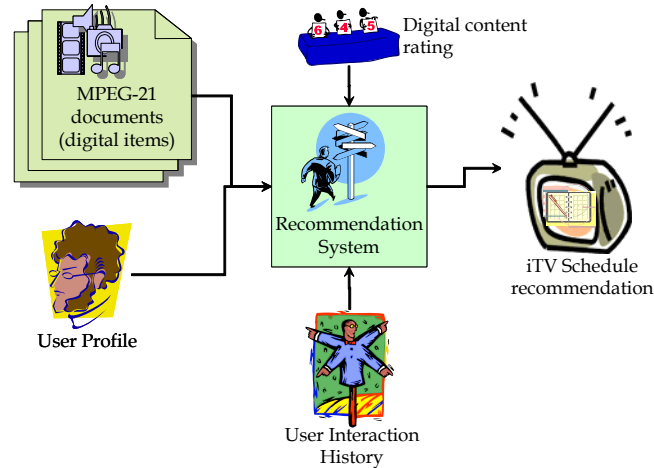 6 4 5
Digital content
rating
MPEG-21
documents
(digital items)
Recommendation
System
iTV Schedule
recommendation
User Profile
User Interaction
History